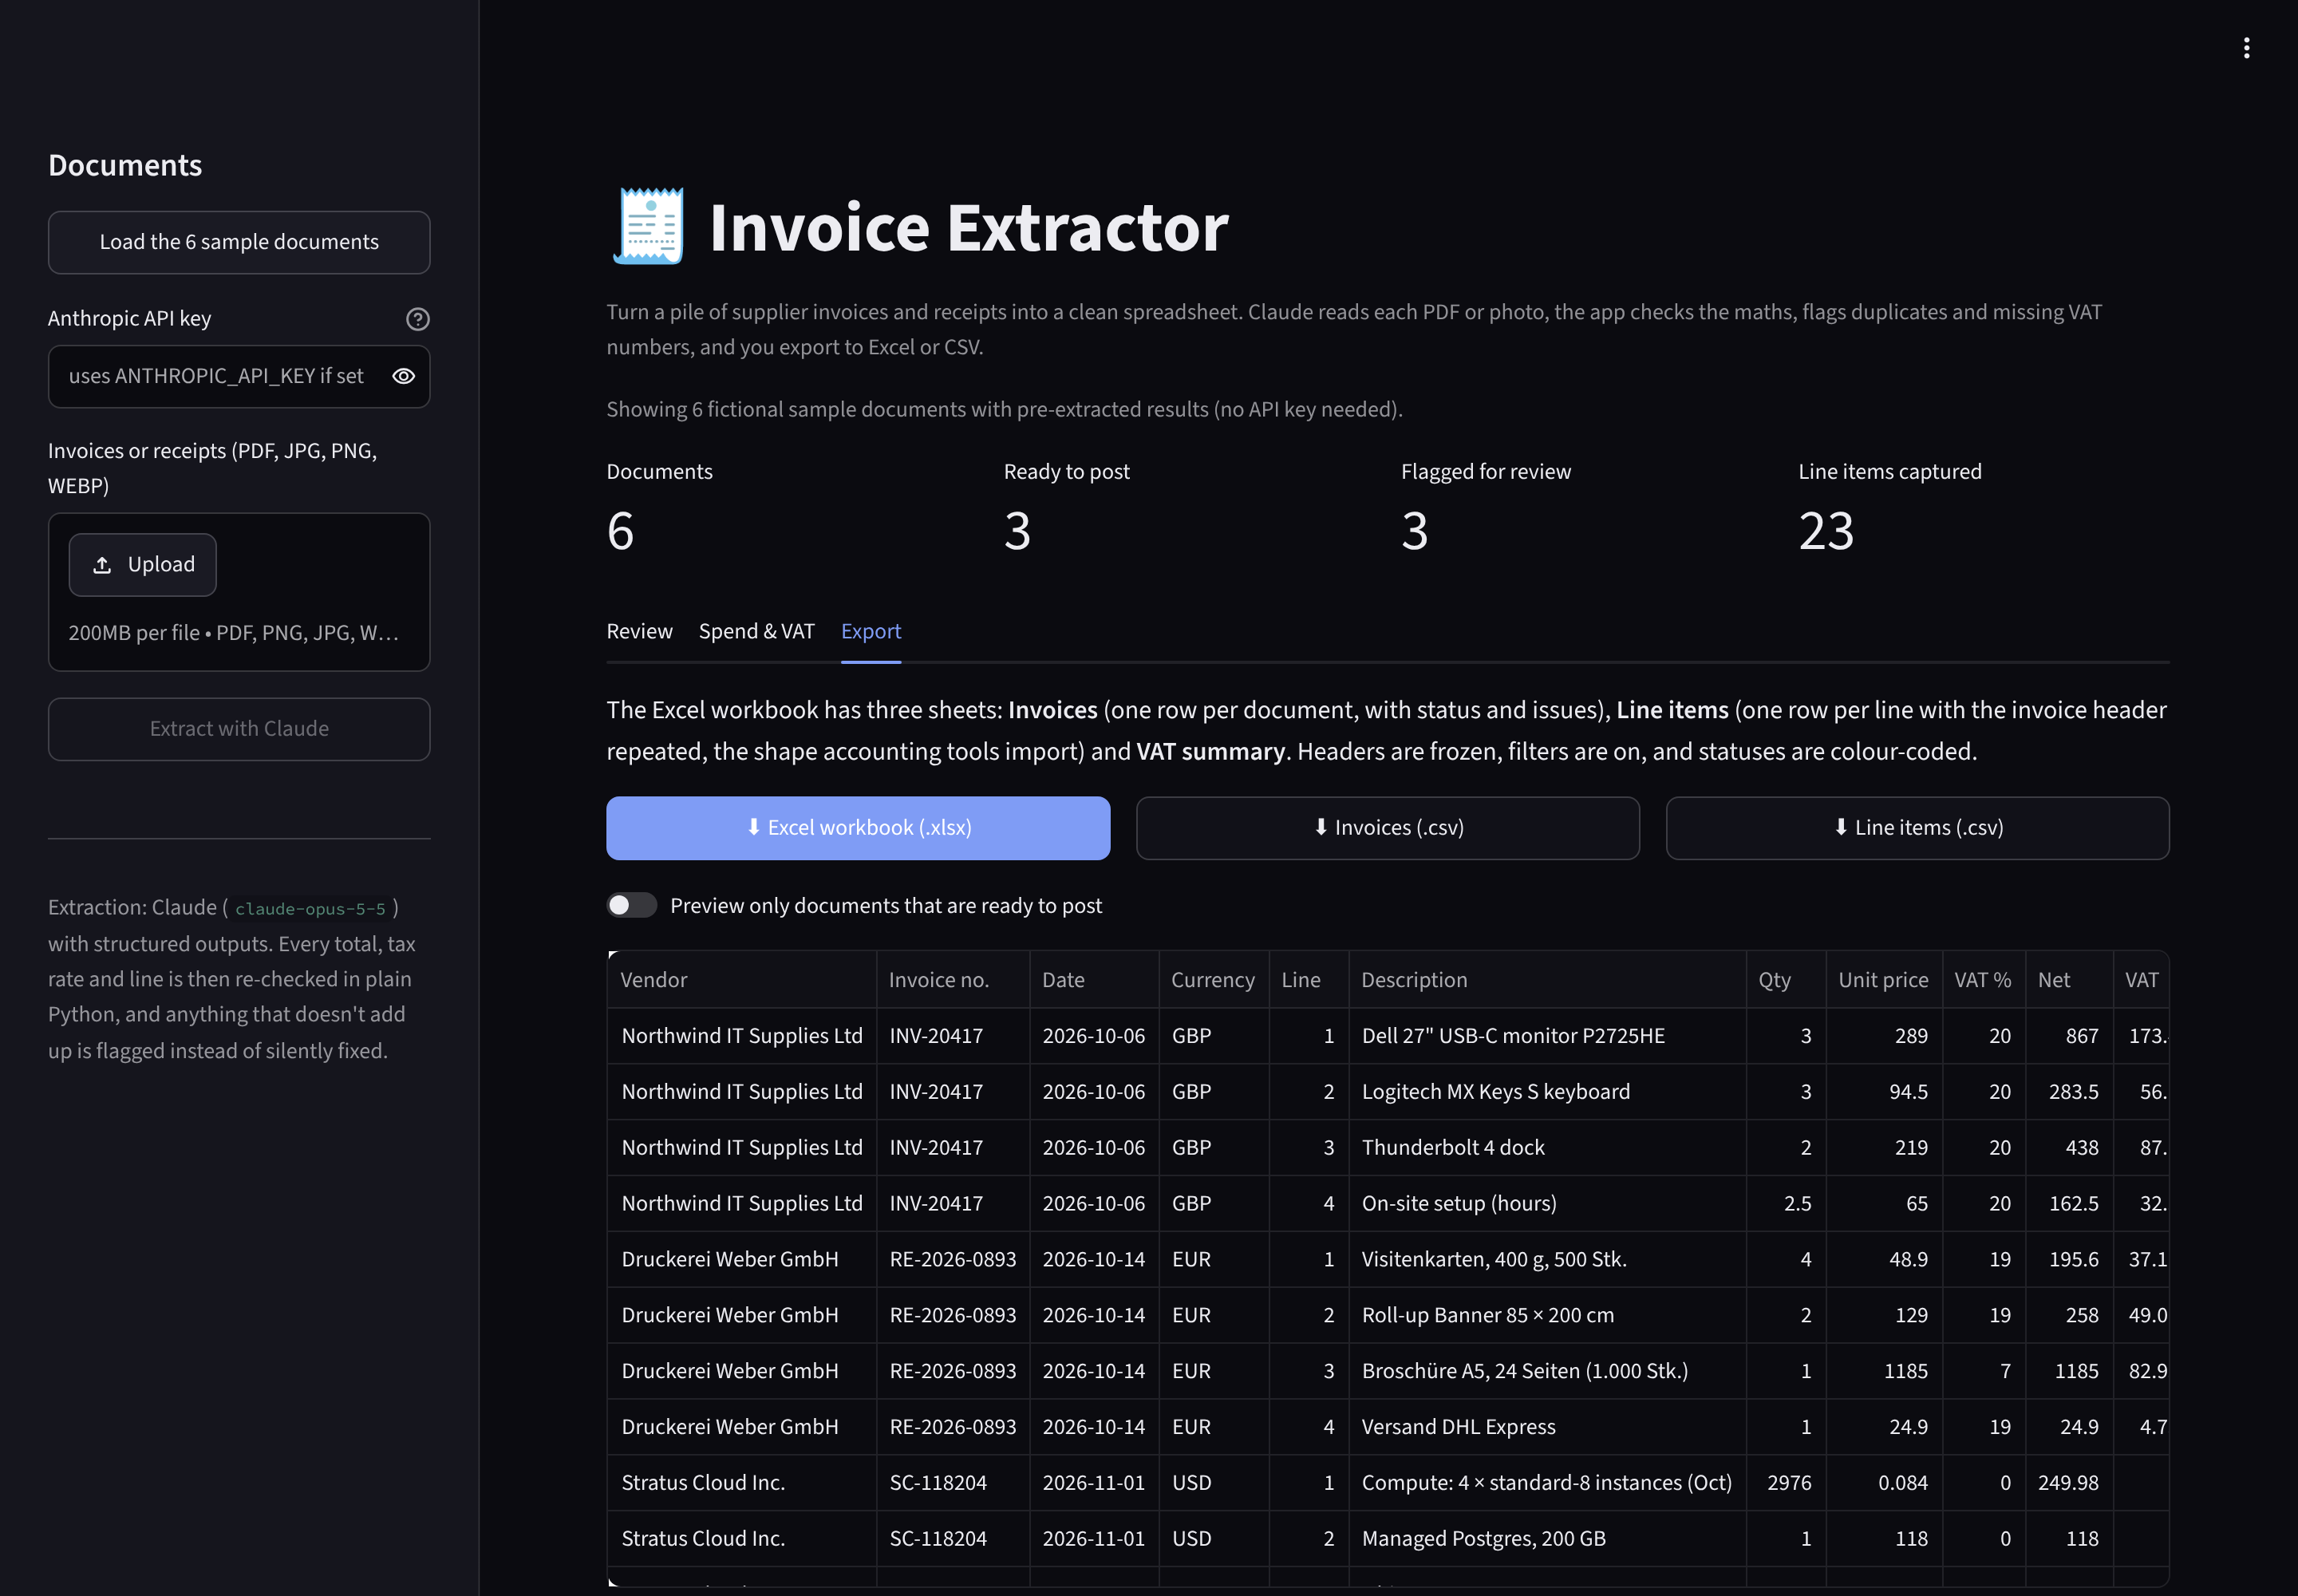 Documents
Load the 6 sample documents
Anthropic API key
uses ANTHROPIC_API_KEY if set
Invoices or receipts (PDF, JPG, PNG,
WEBP)
Upload
200MB per file • PDF, PNG, JPG, W…
Extract with Claude
Extraction: Claude ( claude-opus-5-5 )
with structured outputs. Every total, tax
rate and line is then re-checked in plain
Python, and anything that doesn't add
up is flagged instead of silently fixed.
Invoice Extractor
Turn a pile of supplier invoices and receipts into a clean spreadsheet. Claude reads each PDF or photo, the app checks the maths, flags duplicates and missing VAT
numbers, and you export to Excel or CSV.
Showing 6 fictional sample documents with pre-extracted results (no API key needed).
Documents Ready to post Flagged for review Line items captured
6 3 3 23
Review Spend & VAT Export
The Excel workbook has three sheets: Invoices (one row per document, with status and issues), Line items (one row per line with the invoice header
repeated, the shape accounting tools import) and VAT summary. Headers are frozen, filters are on, and statuses are colour-coded.
⬇ Excel workbook (.xlsx) ⬇ Invoices (.csv) ⬇ Line items (.csv)
Preview only documents that are ready to post
Vendor Invoice no. Date Currency Line Description Qty Unit price VAT % Net VAT
Northwind IT Supplies Ltd INV-20417 2026-10-06 GBP 1 Dell 27" USB-C monitor P2725HE 3 289 20 867 173.
Northwind IT Supplies Ltd INV-20417 2026-10-06 GBP 2 Logitech MX Keys S keyboard 3 94.5 20 283.5 56.
Northwind IT Supplies Ltd INV-20417 2026-10-06 GBP 3 Thunderbolt 4 dock 2 219 20 438 87.
Northwind IT Supplies Ltd INV-20417 2026-10-06 GBP 4 On-site setup (hours) 2.5 65 20 162.5 32.
Druckerei Weber GmbH RE-2026-0893 2026-10-14 EUR 1 Visitenkarten, 400 g, 500 Stk. 4 48.9 19 195.6 37.1
Druckerei Weber GmbH RE-2026-0893 2026-10-14 EUR 2 Roll-up Banner 85 × 200 cm 2 129 19 258 49.0
Druckerei Weber GmbH RE-2026-0893 2026-10-14 EUR 3 Broschüre A5, 24 Seiten (1.000 Stk.) 1 1185 7 1185 82.9
Druckerei Weber GmbH RE-2026-0893 2026-10-14 EUR 4 Versand DHL Express 1 24.9 19 24.9 4.7
Stratus Cloud Inc. SC-118204 2026-11-01 USD 1 Compute: 4 × standard-8 instances (Oct) 2976 0.084 0 249.98
Stratus Cloud Inc. SC-118204 2026-11-01 USD 2 Managed Postgres, 200 GB 1 118 0 118